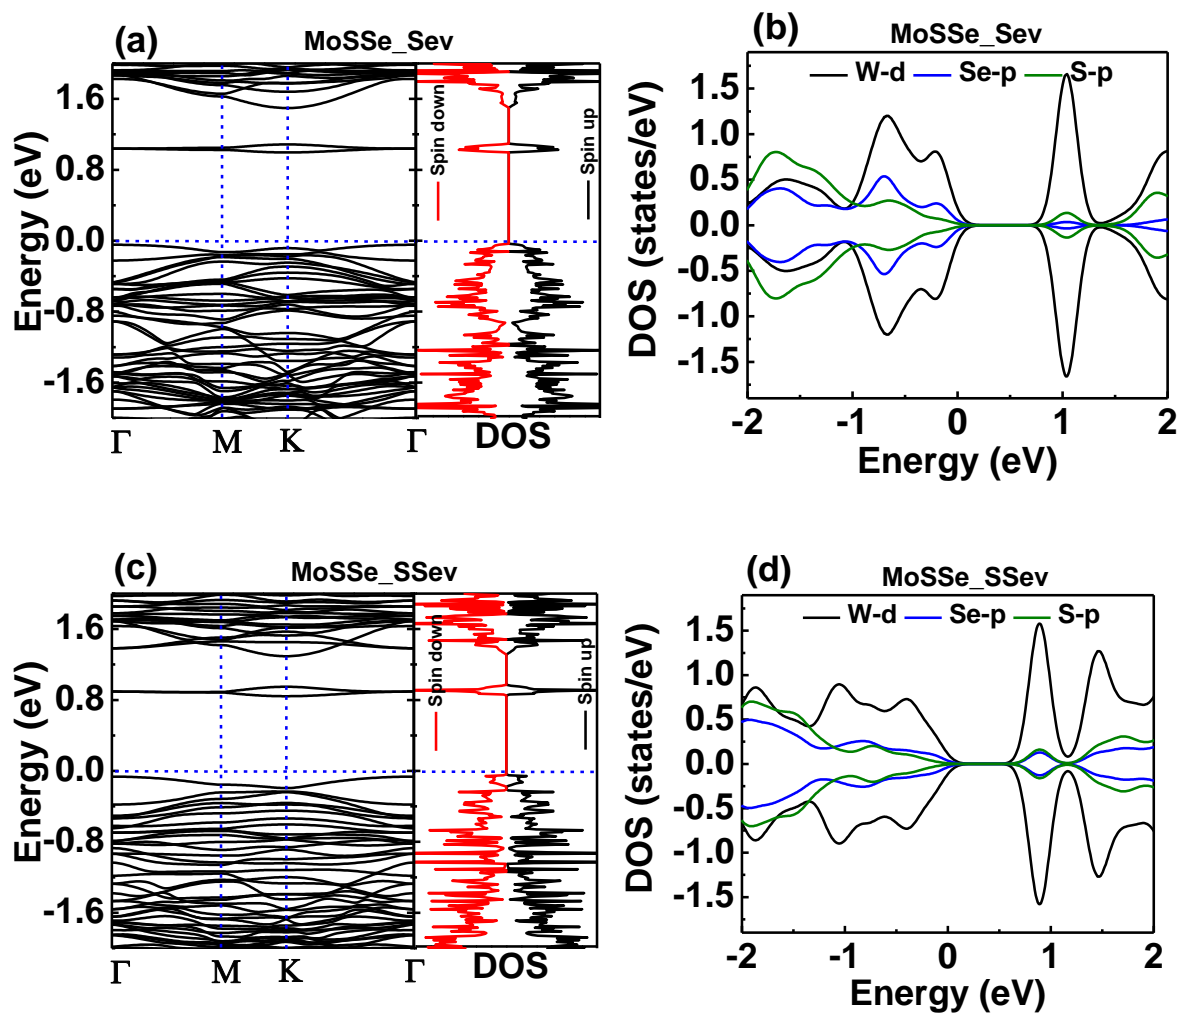 (a)
MoSSe_Sev
Energy (eV)
1.6
0.8
0.0
-0.8
-1.6
Spin down
Spin up
Γ
M
K
Γ
DOS
(b)
MoSSe_Sev
W-d
Se-p
S-p
DOS (states/eV)
1.5
1.0
0.5
0.0
-0.5
-1.0
-1.5
-2
-1
0
1
2
Energy (eV)
(c)
MoSSe_SSev
Energy (eV)
1.6
0.8
0.0
-0.8
-1.6
Spin down
Spin up
Γ
M
K
Γ
DOS
(d)
MoSSe_SSev
W-d
Se-p
S-p
DOS (states/eV)
1.5
1.0
0.5
0.0
-0.5
-1.0
-1.5
-2
-1
0
1
2
Energy (eV)